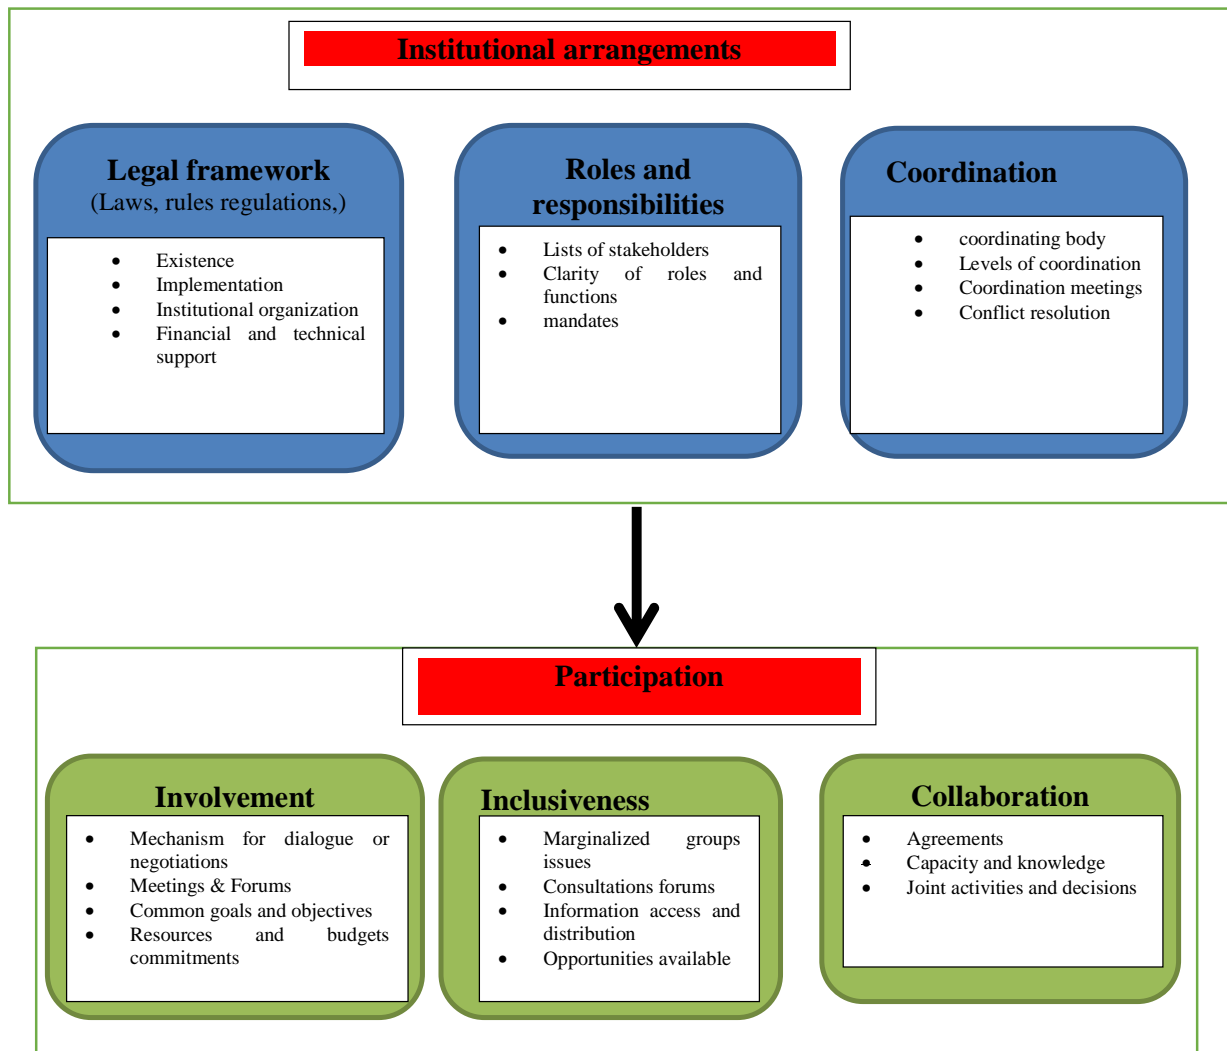 Institutional arrangements
Legal framework
(Laws, rules regulations,)
• Existence
• Implementation
• Institutional organization
• Financial and technical
support
Roles and
responsibilities
• Lists of stakeholders
• Clarity of roles and
functions
• mandates
Coordination
• coordinating body
• Levels of coordination
• Coordination meetings
• Conflict resolution
Participation
Involvement
• Mechanism for dialogue or
negotiations
• Meetings & Forums
• Common goals and objectives
• Resources and budgets
commitments
Inclusiveness
• Marginalized groups
issues
• Consultations forums
• Information access and
distribution
• Opportunities available
Collaboration
• Agreements
• Capacity and knowledge
• Joint activities and decisions